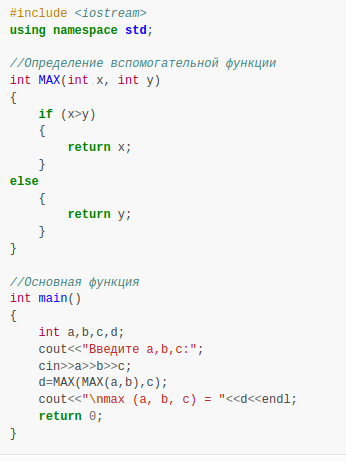 #include <iostream>
using namespace std;
//Определение вспомогательной функции
int MAX(int x, int y)
{
if (x>y)
{
return x;
}
else
{
return y;
}
}
//Основная функция
int main()
{
int a,b,c,d;
cout<<"Введите a,b,c:";
cin>>a>>b>>c;
d=MAX(MAX(a,b),c);
cout<<"\nmax (a, b, c) = "<<d<<endl;
return 0;
}